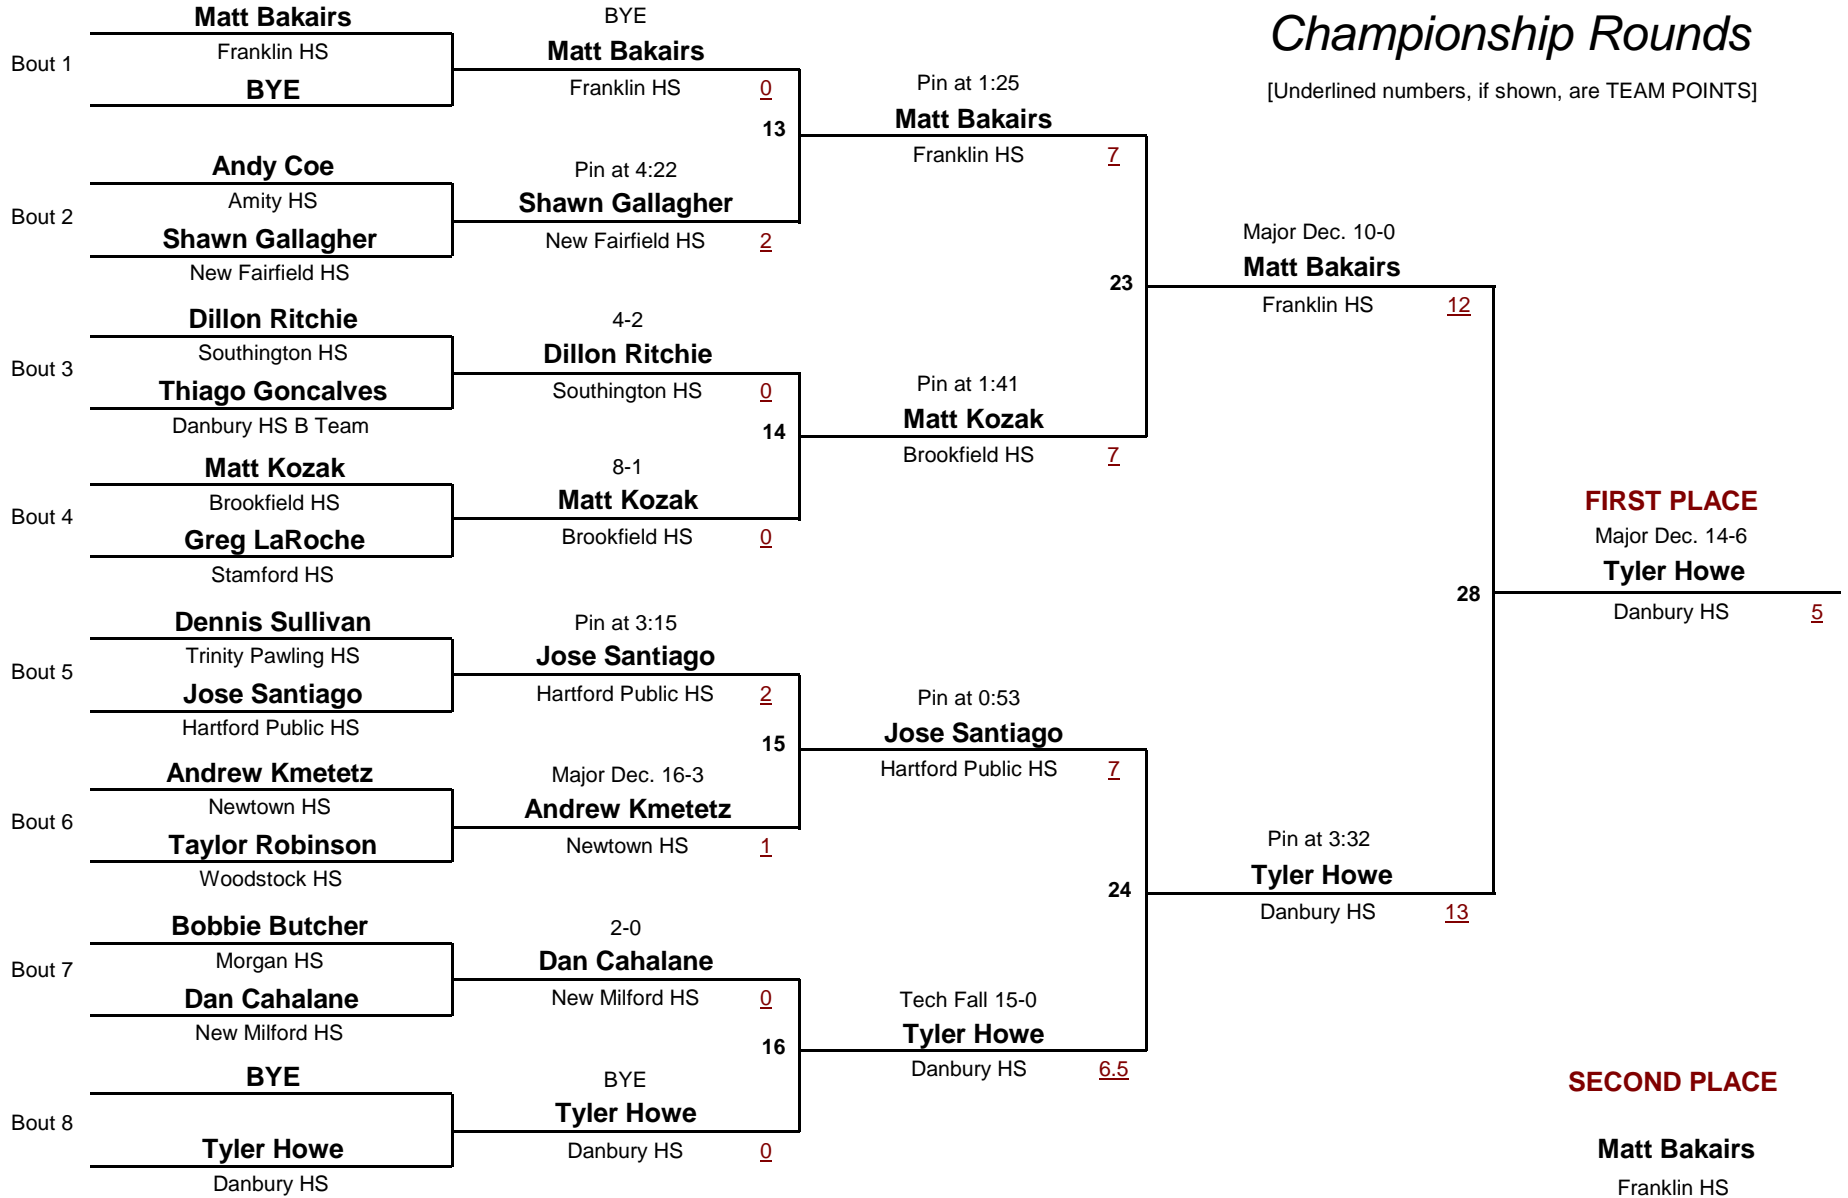 Championship Rounds
[Underlined numbers, if shown, are TEAM POINTS]
Bout 1
Matt Bakairs
Franklin HS
BYE
Bout 2
Andy Coe
Amity HS
Shawn Gallagher
New Fairfield HS
Bout 3
Dillon Ritchie
Southington HS
Thiago Goncalves
Danbury HS B Team
Bout 4
Matt Kozak
Brookfield HS
Greg LaRoche
Stamford HS
Bout 5
Dennis Sullivan
Trinity Pawling HS
Jose Santiago
Hartford Public HS
Bout 6
Andrew Kmetetz
Newtown HS
Taylor Robinson
Woodstock HS
Bout 7
Bobbie Butcher
Morgan HS
Dan Cahalane
New Milford HS
Bout 8
BYE
Tyler Howe
Danbury HS
BYE
Matt Bakairs
Franklin HS 0
13
Pin at 4:22
Shawn Gallagher
New Fairfield HS 2
4-2
Dillon Ritchie
Southington HS 0
14
8-1
Matt Kozak
Brookfield HS 0
Pin at 3:15
Jose Santiago
Hartford Public HS 2
15
Major Dec. 16-3
Andrew Kmetetz
Newtown HS 1
2-0
Dan Cahalane
New Milford HS 0
16
BYE
Tyler Howe
Danbury HS 0
Pin at 1:25
Matt Bakairs
Franklin HS 7
23
Pin at 1:41
Matt Kozak
Brookfield HS 7
Pin at 0:53
Jose Santiago
Hartford Public HS 7
24
Tech Fall 15-0
Tyler Howe
Danbury HS 6.5
Major Dec. 10-0
Matt Bakairs
Franklin HS 12
28
Pin at 3:32
Tyler Howe
Danbury HS 13
FIRST PLACE
Major Dec. 14-6
Tyler Howe
Danbury HS 5
SECOND PLACE
Matt Bakairs
Franklin HS